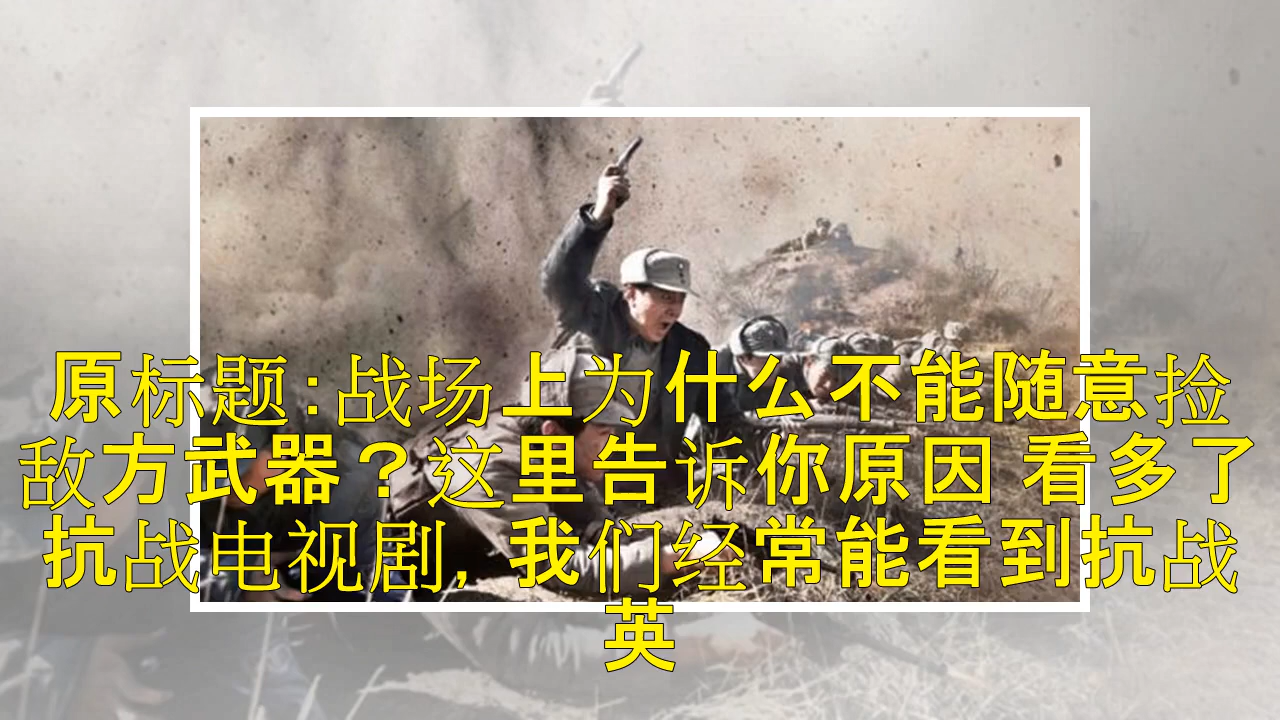 原标题:战场上为什么不能随意捡
敌方武器?这里告诉你原因 看多了
抗战电视剧,我们经常能看到抗战
英